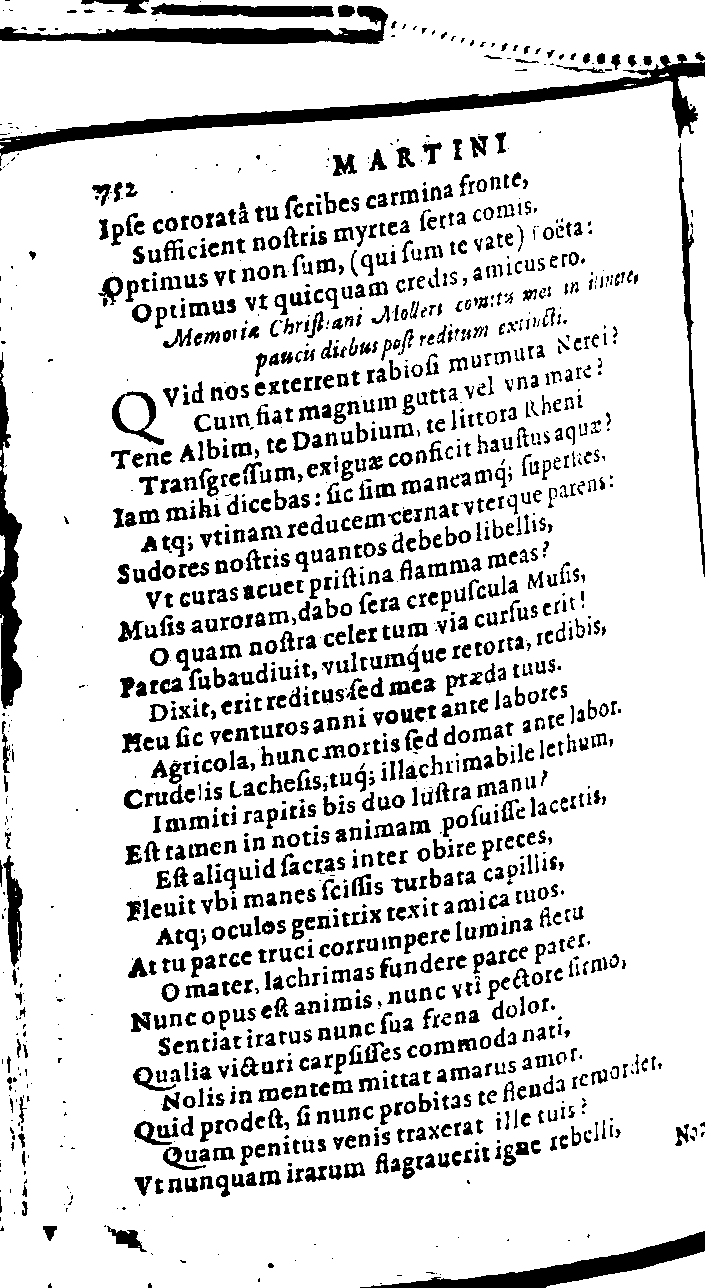 752 MARTINI
Ipſe cororatâ tu ſcribes carmina fronte,
Sufficient noſtris myrtea ſerta comis.
Optimus vt non ſum, (qui ſum te vate) poëta:
Optimus vt quicquam credis, amicus ero.
Memoriæ Chriſtiani Molleri comitis mei in itinere,
paucis diebus poſt reditum extincti.
QVid nos exterrent rabioſi murmura Nerei?
Cum fiat magnum gutta vel vna mare?
Tene Albim, te Danubium, te littora Rheni
Tranſgreſſum, exiguæ conficit hauſtus aquæ?
Iam mihi dicebas: ſic ſim maneamq́; ſuperſtes,
Atq; vtinam reducem cernat vterque parens:
Sudores noſtris quantos debebo libellis,
Vt curas acuet priſtina flamma meas?
Muſis auroram, dabo ſera crepuſcula Muſis,
O quam noſtra celer tum via curſus erit!
Parca ſubaudiuit, vultumq́ue retorta, redibis,
Dixit, erit reditus: ſed mea præda tuus.
Heu ſic venturos anni vouet ante labores
Agricola, hunc mortis ſed domat ante labor.
Crudelis Lacheſis, tuq́; illachrimabile lethum,
Immiti rapitis bis duo luſtra manu?
Eſt tamen in notis animam poſuiſſe lacertis,
Eſt aliquid ſacras inter obire preces,
Fleuit vbi manes ſciſſis turbata capillis,
Atq; oculos genitrix texit amica tuos.
At tu parce truci corrumpere lumina fletu
O mater, lachrimas fundere parce pater.
Nunc opus eſt animis, nunc vti pectore firmo,
Sentiat iratus nunc ſua frena dolor.
Qualia victuri carpſiſſes commoda nati,
Nolis in mentem mittat amarus amor.
Quid prodeſt, ſi nunc probitas te flenda remordet,
Quam penitus venis traxerat ille tuis?
Vt nunquam irarum flagrauerit igne rebelli,